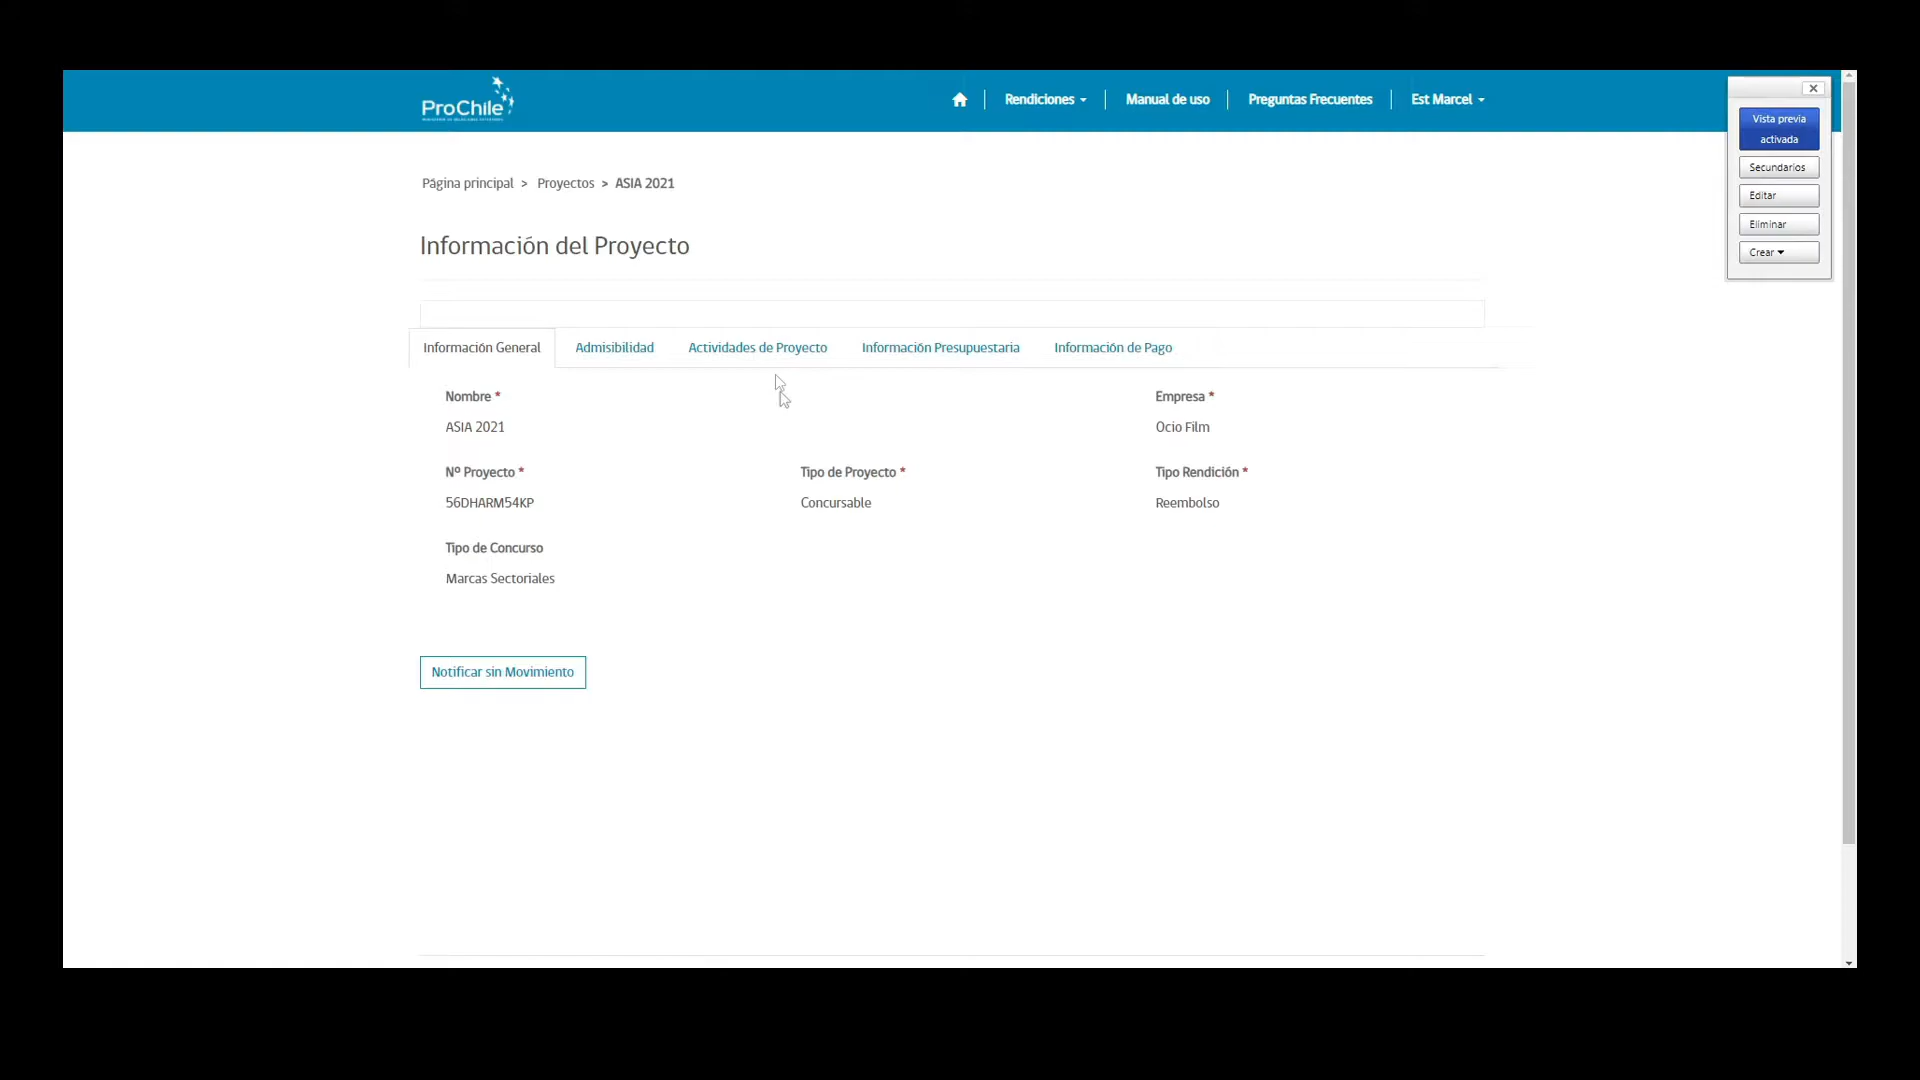 ProChile
Rendiciones
Manual de uso
Preguntas Frecuentes
Est Marcel
Vista previa
activada
Secundarios
Editar
Eliminar
Crear
Página principal > Proyectos > ASIA 2021
Información del Proyecto
Información General
Admisibilidad
Actividades de Proyecto
Información Presupuestaria
Información de Pago
Nombre *
Empresa *
ASIA 2021
Ocio Film
Nº Proyecto *
Tipo de Proyecto *
Tipo Rendición *
56DHARM54KP
Concursable
Reembolso
Tipo de Concurso
Marcas Sectoriales
Notificar sin Movimiento